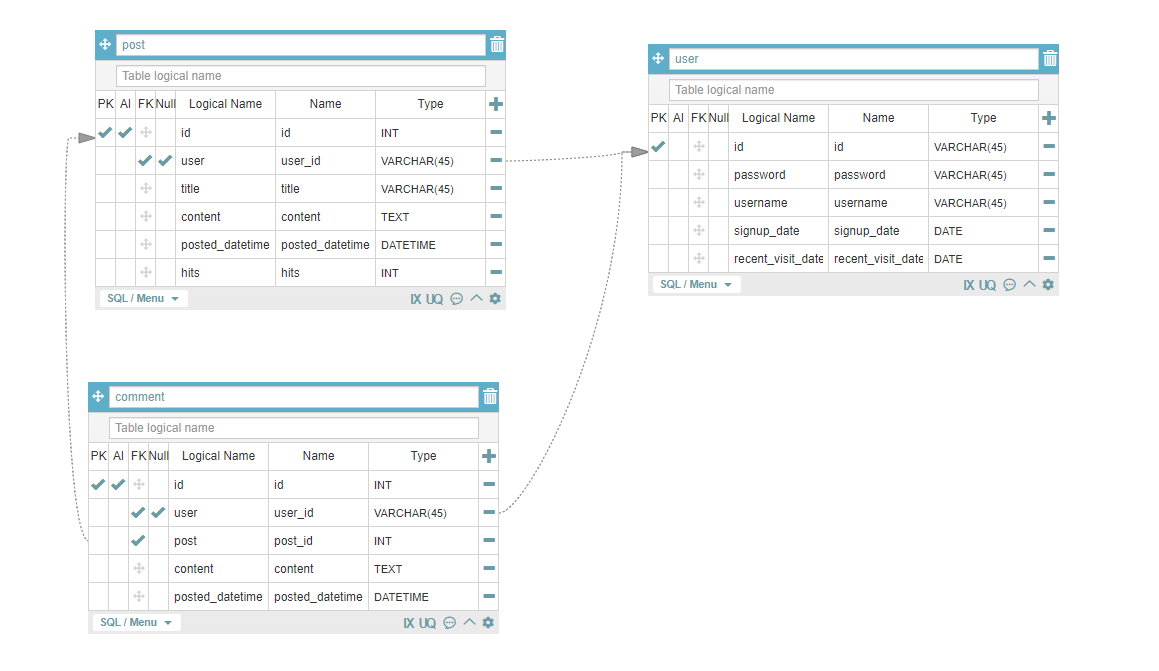 post
Table logical name
PK AI FK Null Logical Name Name Type
id id INT
user user_id VARCHAR(45)
title title VARCHAR(45)
content content TEXT
posted_datetime posted_datetime DATETIME
hits hits INT
SQL / Menu IX UQ
user
Table logical name
PK AI FK Null Logical Name Name Type
id id VARCHAR(45)
password password VARCHAR(45)
username username VARCHAR(45)
signup_date signup_date DATE
recent_visit_date recent_visit_date DATE
SQL / Menu IX UQ
comment
Table logical name
PK AI FK Null Logical Name Name Type
id id INT
user user_id VARCHAR(45)
post post_id INT
content content TEXT
posted_datetime posted_datetime DATETIME
SQL / Menu IX UQ